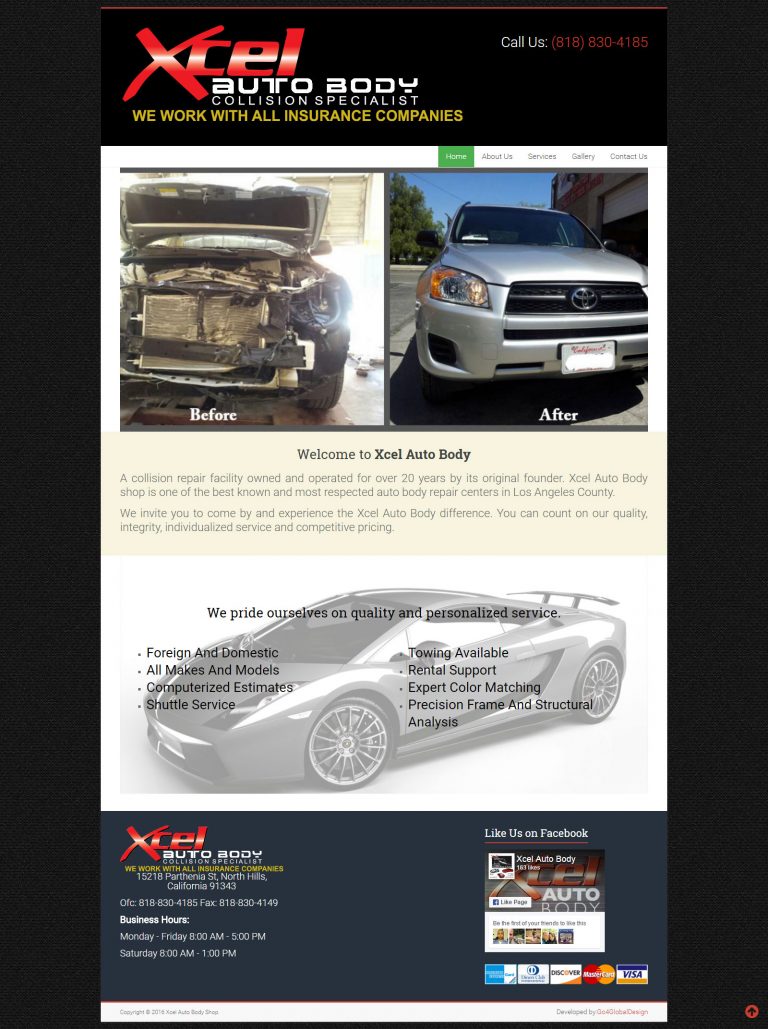 Xcel
AUTO BODY
COLLISION SPECIALIST
WE WORK WITH ALL INSURANCE COMPANIES
Call Us: (818) 830-4185
Home About Us Services Gallery Contact Us
Before
After
Welcome to Xcel Auto Body
A collision repair facility owned and operated for over 20 years by its original founder. Xcel Auto Body
shop is one of the best known and most respected auto body repair centers in Los Angeles County.
We invite you to come by and experience the Xcel Auto Body difference. You can count on our quality,
integrity, individualized service and competitive pricing.
We pride ourselves on quality and personalized service.
Foreign And Domestic
All Makes And Models
Computerized Estimates
Shuttle Service
Towing Available
Rental Support
Expert Color Matching
Precision Frame And Structural
Analysis
Xcel
AUTO BODY
COLLISION SPECIALIST
WE WORK WITH ALL INSURANCE COMPANIES
15218 Parthenia St, North Hills,
California 91343
Ofc: 818-830-4185 Fax: 818-830-4149
Business Hours:
Monday - Friday 8:00 AM - 5:00 PM
Saturday 8:00 AM - 1:00 PM
Like Us on Facebook
Xcel Auto Body
183 likes
Xcel
AUTO
BODY
Like Page
Be the first of your friends to like this
Diners Club
DISCOVER
MasterCard
VISA
Copyright © 2016 Xcel Auto Body Shop.
Developed by Go4GlobalDesign